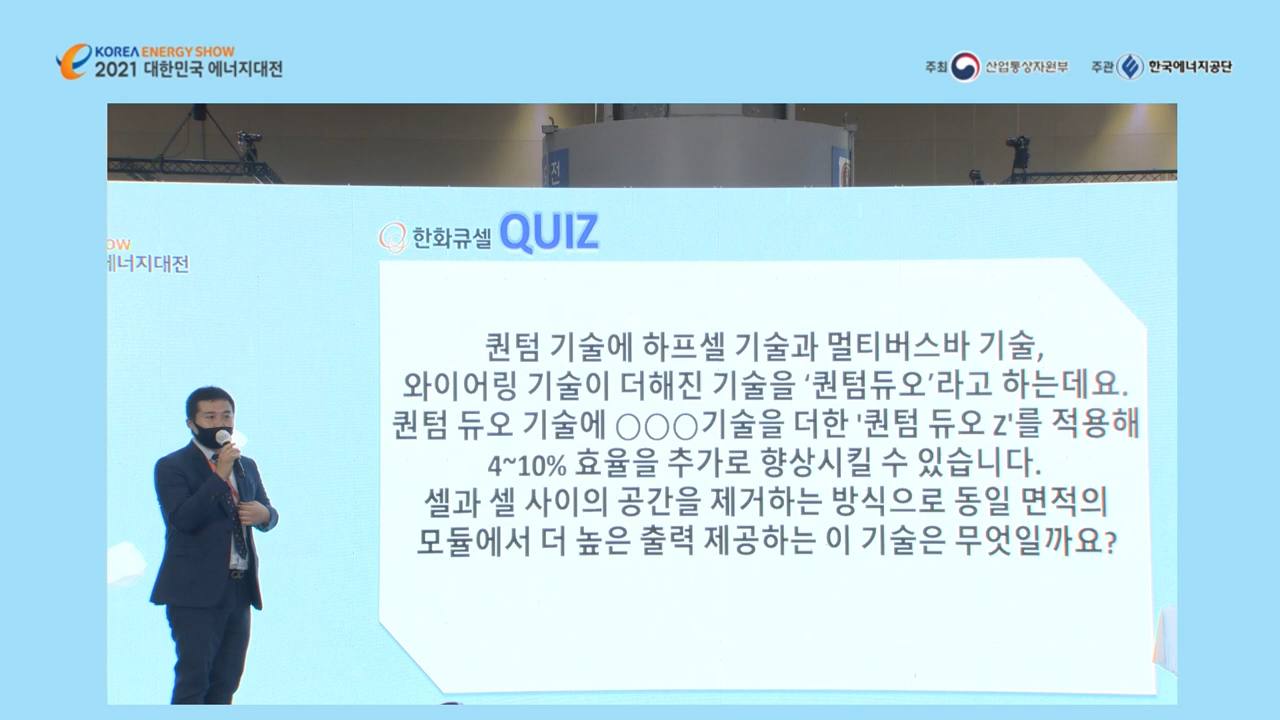 KOREA ENERGY SHOW
2021 대한민국 에너지대전
주최 산업통상자원부 주관 한국에너지공단
전
OW
에너지대전
한화큐셀 QUIZ
퀀텀 기술에 하프셀 기술과 멀티버스바 기술,
와이어링 기술이 더해진 기술을 ‘퀀텀듀오’라고 하는데요.
퀀텀 듀오 기술에 ○○○기술을 더한 '퀀텀 듀오 Z'를 적용해
4~10% 효율을 추가로 향상시킬 수 있습니다.
셀과 셀 사이의 공간을 제거하는 방식으로 동일 면적의
모듈에서 더 높은 출력 제공하는 이 기술은 무엇일까요?